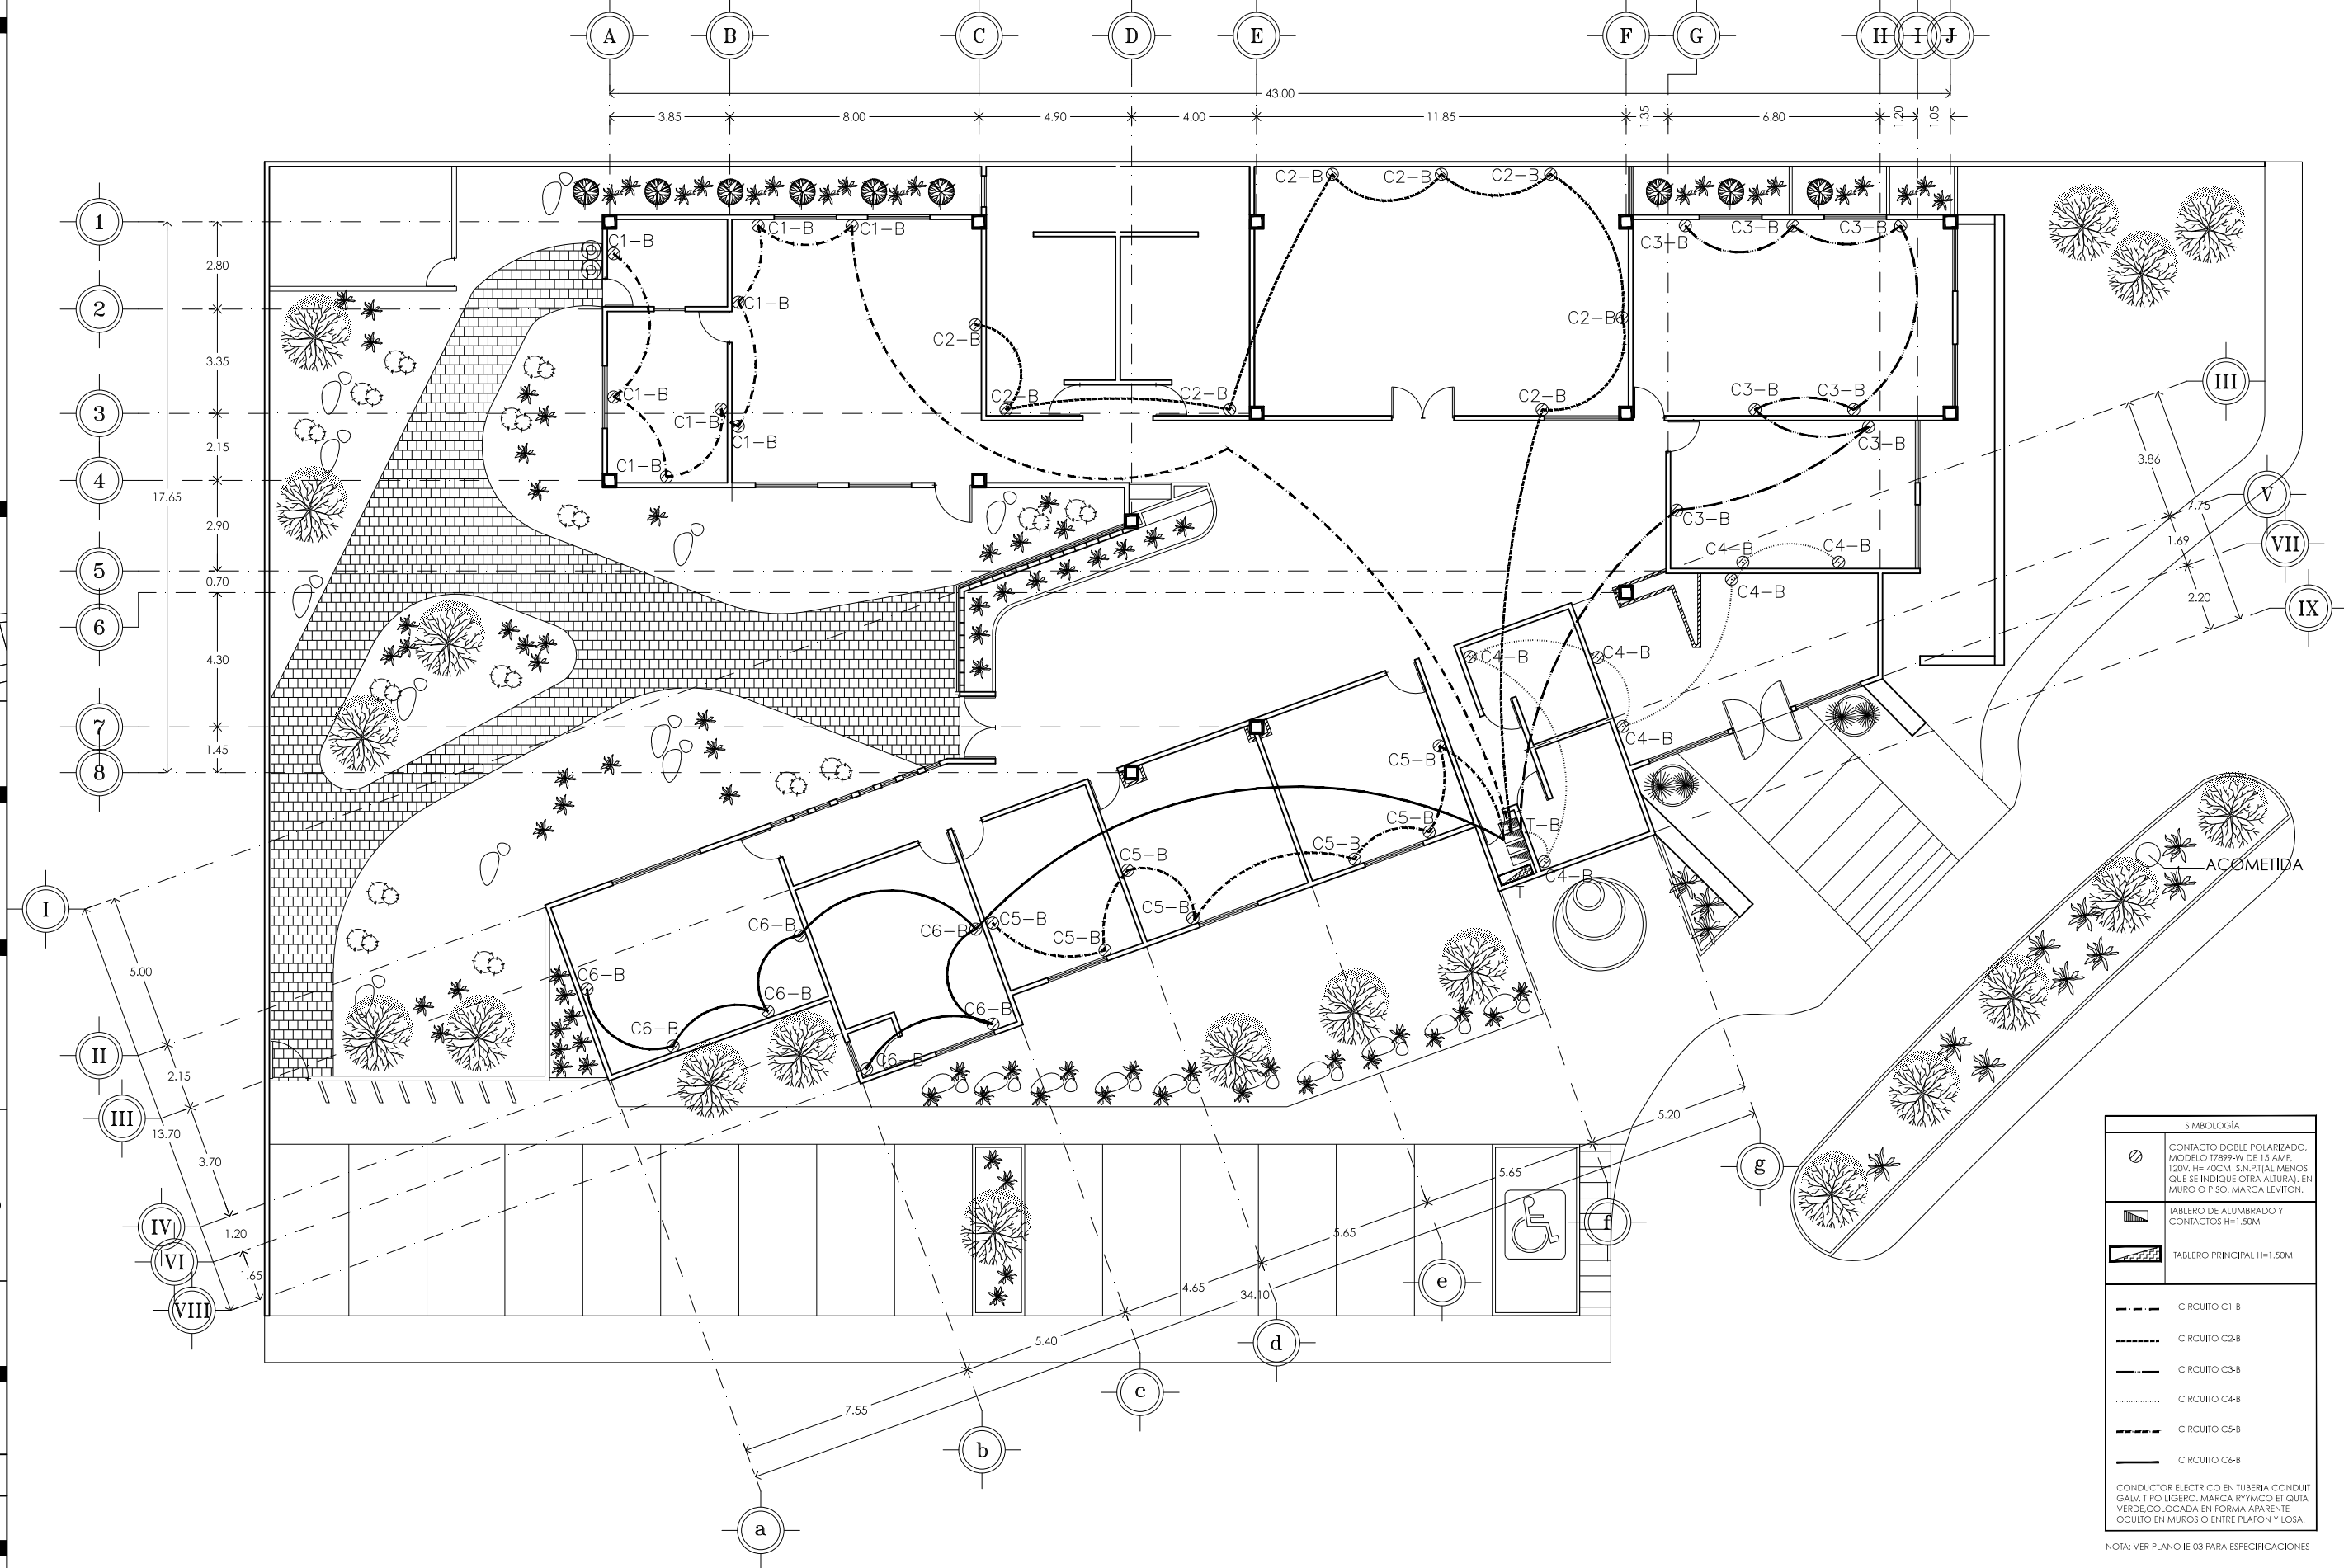 A B C D E F G H I J
43.00
3.85 8.00 4.90 4.00 11.85 1.35 6.80 1.20 1.05
C2-B C2-B C2-B
1
C1-B C1-B C1-B C3-B C3-B C3-B
2.80
2
C1-B C2-B C2-B
3.35
III
C1-B C2-B C2-B C2-B C3-B C3-B
3
C1-B C1-B C3-B
2.15
3.86
4
C1-B
17.65
V
7.75
2.90
C3-B
1.69
VII
C4-B C4-B
5
0.70
C4-B
2.20
IX
6
4.30
C4-B C4-B
7
C4-B
1.45
C5-B
8
C5-B T-B
C5-B
C5-B
ACOMETIDA
C4-B
T
I
C5-B
C6-B C6-B C5-B
C5-B
5.00
C6-B
C6-B
C6-B C6-B
II
C6-B
2.15
III
13.70
5.20
3.70
g
5.65
IV
1.20
f
5.65
VI
1.65
e
4.65
34.10
VIII
5.40
d
c
7.55
b
a
SIMBOLOGÍA
CONTACTO DOBLE POLARIZADO,
MODELO T7899-W DE 15 AMP,
120V. H= 40CM S.N.P.T(AL MENOS
QUE SE INDIQUE OTRA ALTURA), EN
MURO O PISO. MARCA LEVITON.
TABLERO DE ALUMBRADO Y
CONTACTOS H=1.50M
TABLERO PRINCIPAL H=1.50M
CIRCUITO C1-B
CIRCUITO C2-B
CIRCUITO C3-B
CIRCUITO C4-B
CIRCUITO C5-B
CIRCUITO C6-B
CONDUCTOR ELECTRICO EN TUBERIA CONDUIT
GALV. TIPO LIGERO. MARCA RYYMCO ETIQUTA
VERDE,COLOCADA EN FORMA APARENTE
OCULTO EN MUROS O ENTRE PLAFON Y LOSA.
NOTA: VER PLANO IE-03 PARA ESPECIFICACIONES